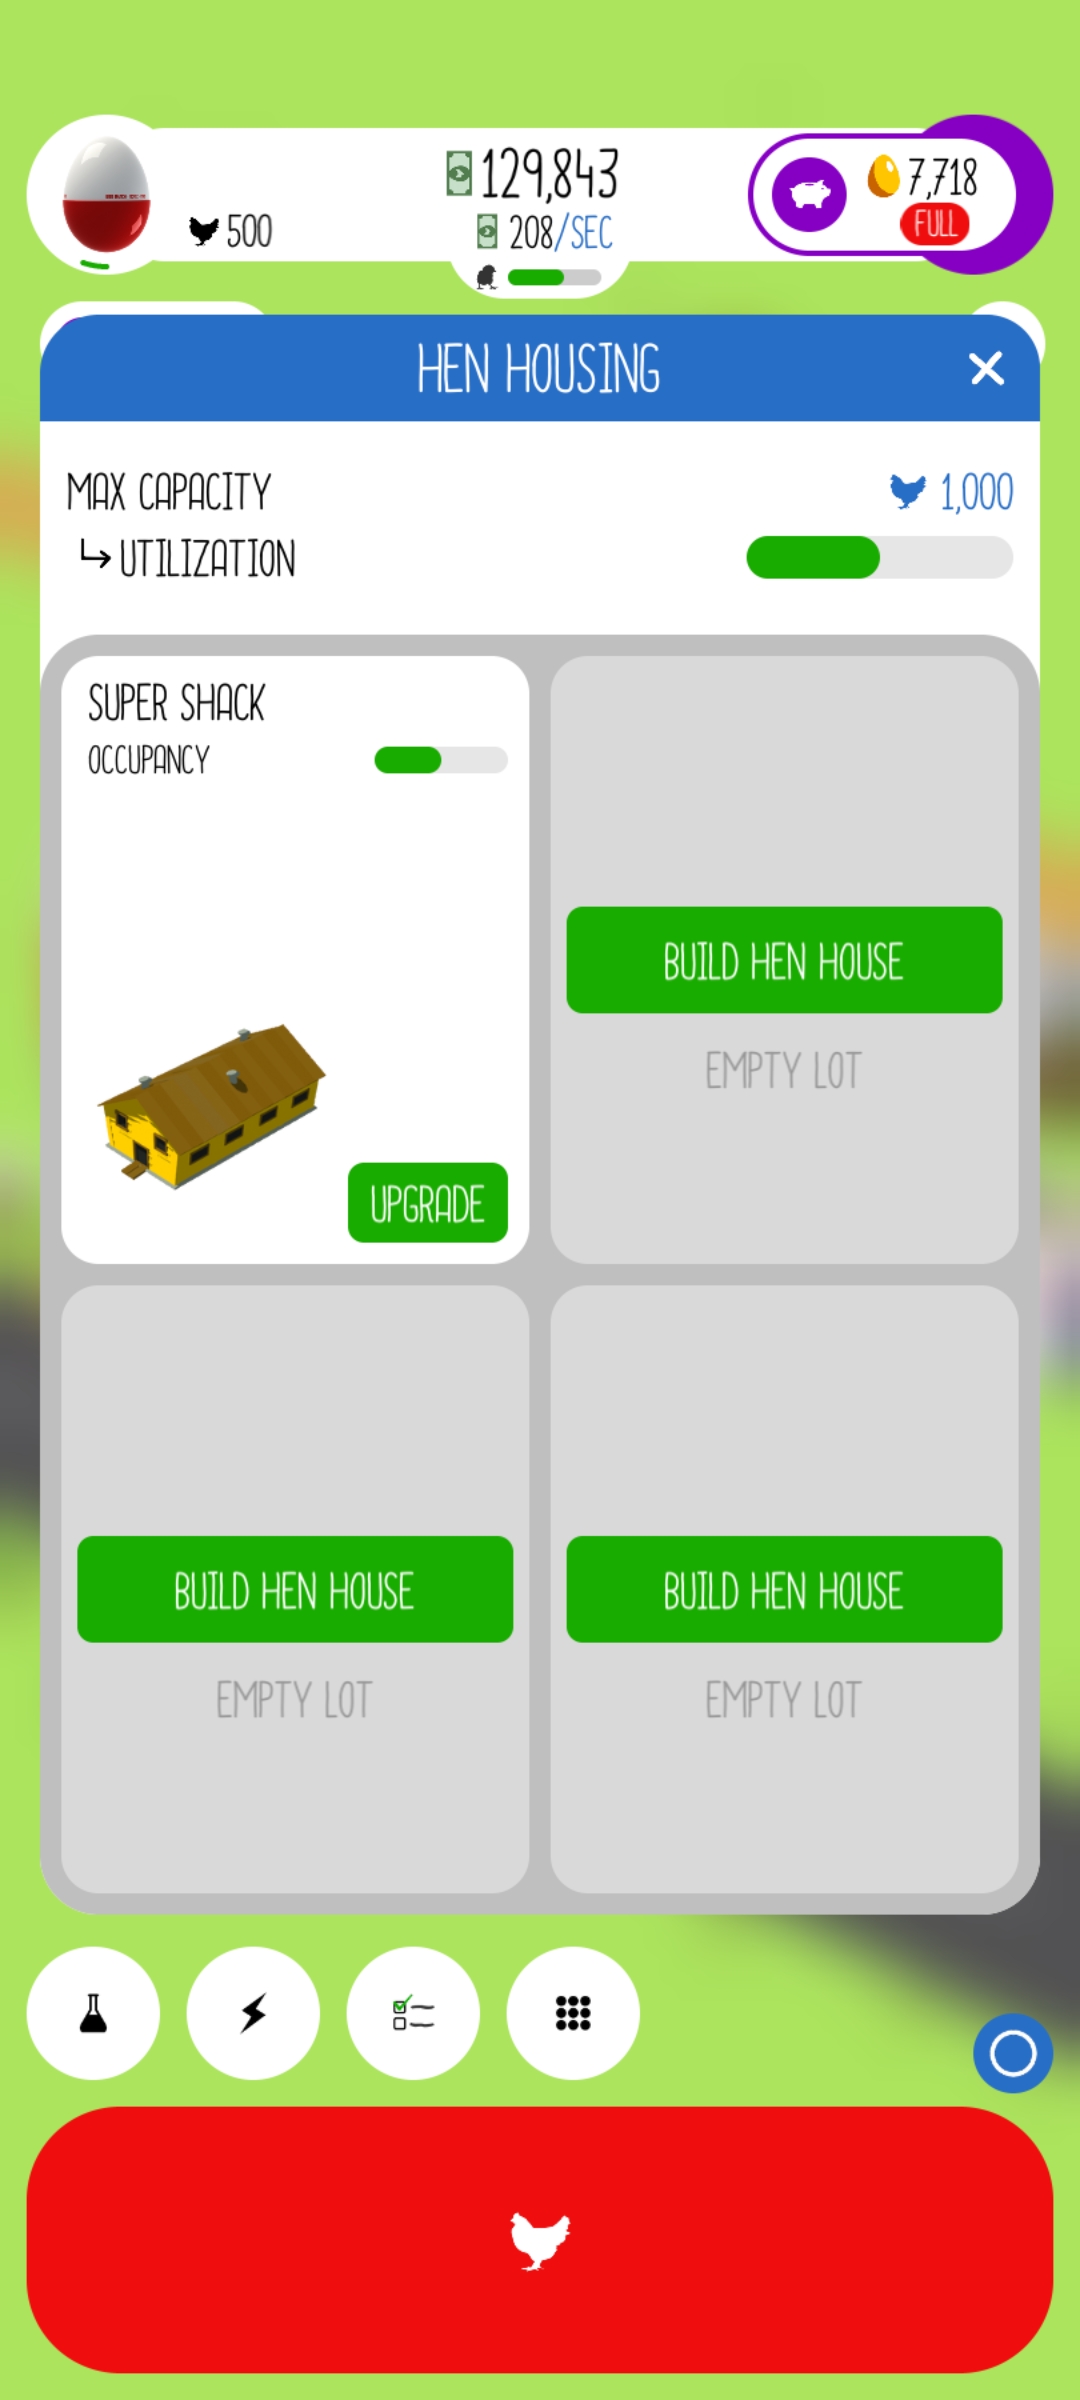 129,843
7,718
500
208/SEC
FULL
HEN HOUSING
MAX CAPACITY
1,000
UTILIZATION
SUPER SHACK
OCCUPANCY
UPGRADE
BUILD HEN HOUSE
EMPTY LOT
BUILD HEN HOUSE
EMPTY LOT
BUILD HEN HOUSE
EMPTY LOT